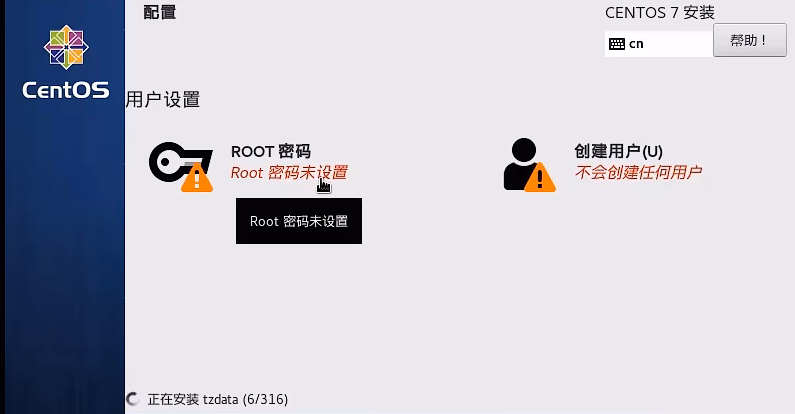 配置
CENTOS 7 安装
cn
帮助！
CentOS
用户设置
ROOT 密码
Root 密码未设置
创建用户(U)
不会创建任何用户
Root 密码未设置
正在安装 tzdata (6/316)